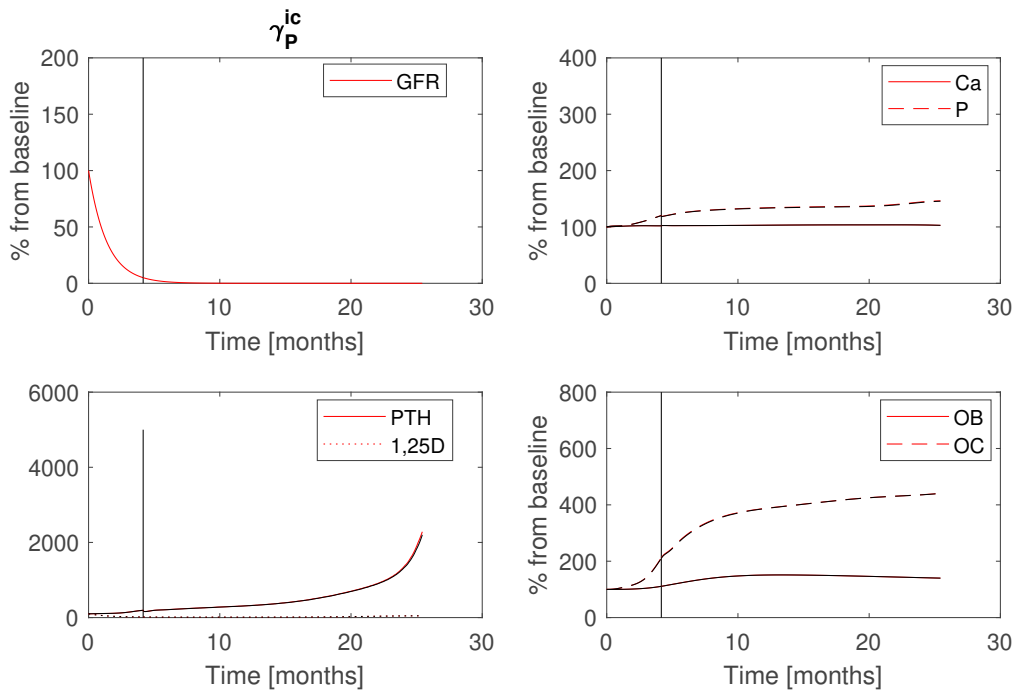 γ_P^ic
200
150
100
50
0
% from baseline
0
10
20
30
Time [months]
GFR
400
300
200
100
0
% from baseline
0
10
20
30
Time [months]
Ca
P
6000
4000
2000
0
% from baseline
0
10
20
30
Time [months]
PTH
1,25D
800
600
400
200
0
% from baseline
0
10
20
30
Time [months]
OB
OC